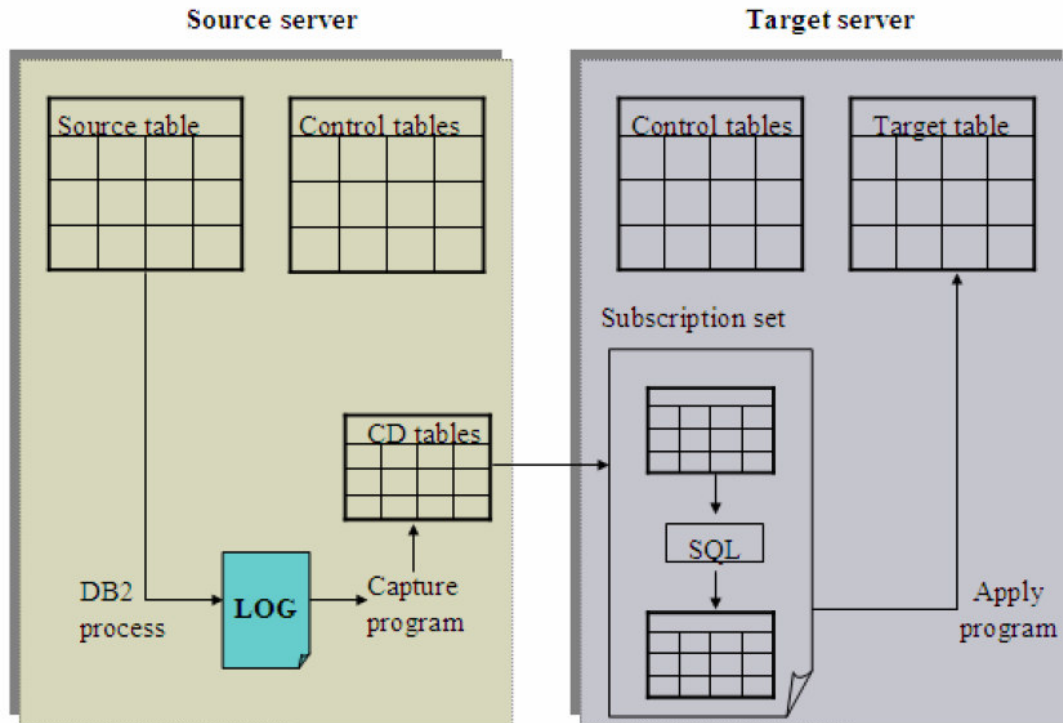 Source server
Target server
Source table
Control tables
Control tables
Target table
Subscription set
CD tables
SQL
DB2
process
LOG
Capture
program
Apply
program